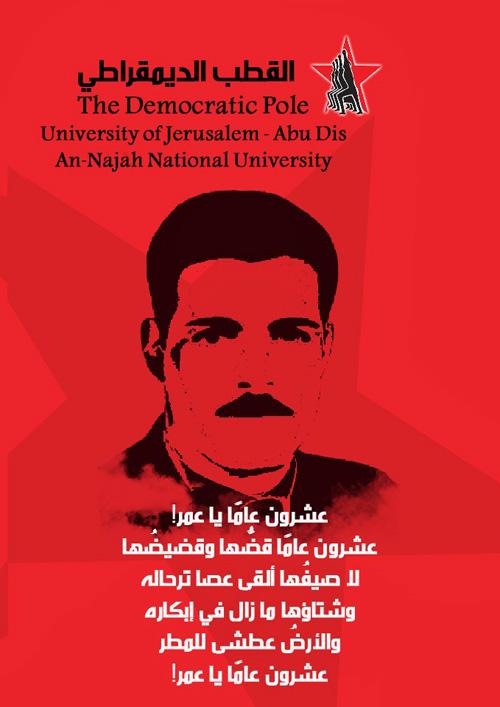 القطب الديمقراطي
The Democratic Pole
University of Jerusalem - Abu Dis
An-Najah National University
عشرون عامًا يا عمر!
عشرون عامًا قضُها وقضيضُها
لا صيفُها ألقى عصا ترحاله
وشتاؤها ما زال في إبكاره
والأرضُ عطشى للمطر
عشرون عامًا يا عمر!